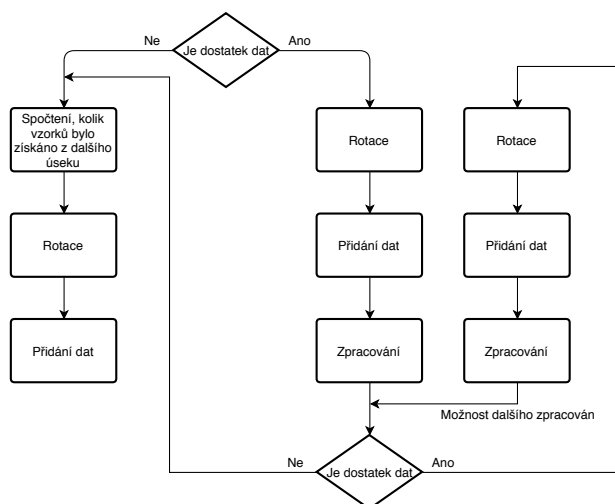 Ne
Je dostatek dat
Ano
Spočtení, kolik
vzorků bylo
získáno z dalšího
úseku
Rotace
Rotace
Rotace
Přidání dat
Přidání dat
Přidání dat
Zpracování
Zpracování
Možnost dalšího zpracován
Ne
Je dostatek dat
Ano